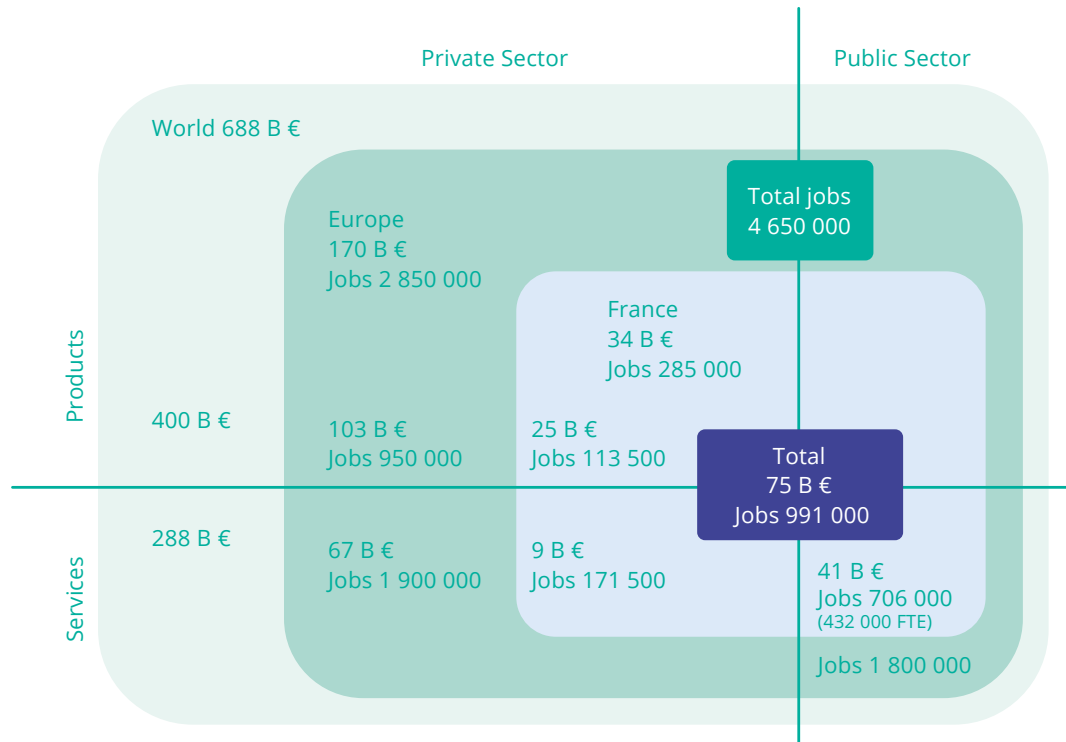 Private Sector
Public Sector
World 688 B €
Total jobs
4 650 000
Europe
170 B €
Jobs 2 850 000
France
34 B €
Jobs 285 000
Products
400 B €
103 B €
Jobs 950 000
25 B €
Jobs 113 500
Total
75 B €
Jobs 991 000
Services
288 B €
67 B €
Jobs 1 900 000
9 B €
Jobs 171 500
41 B €
Jobs 706 000
(432 000 FTE)
Jobs 1 800 000